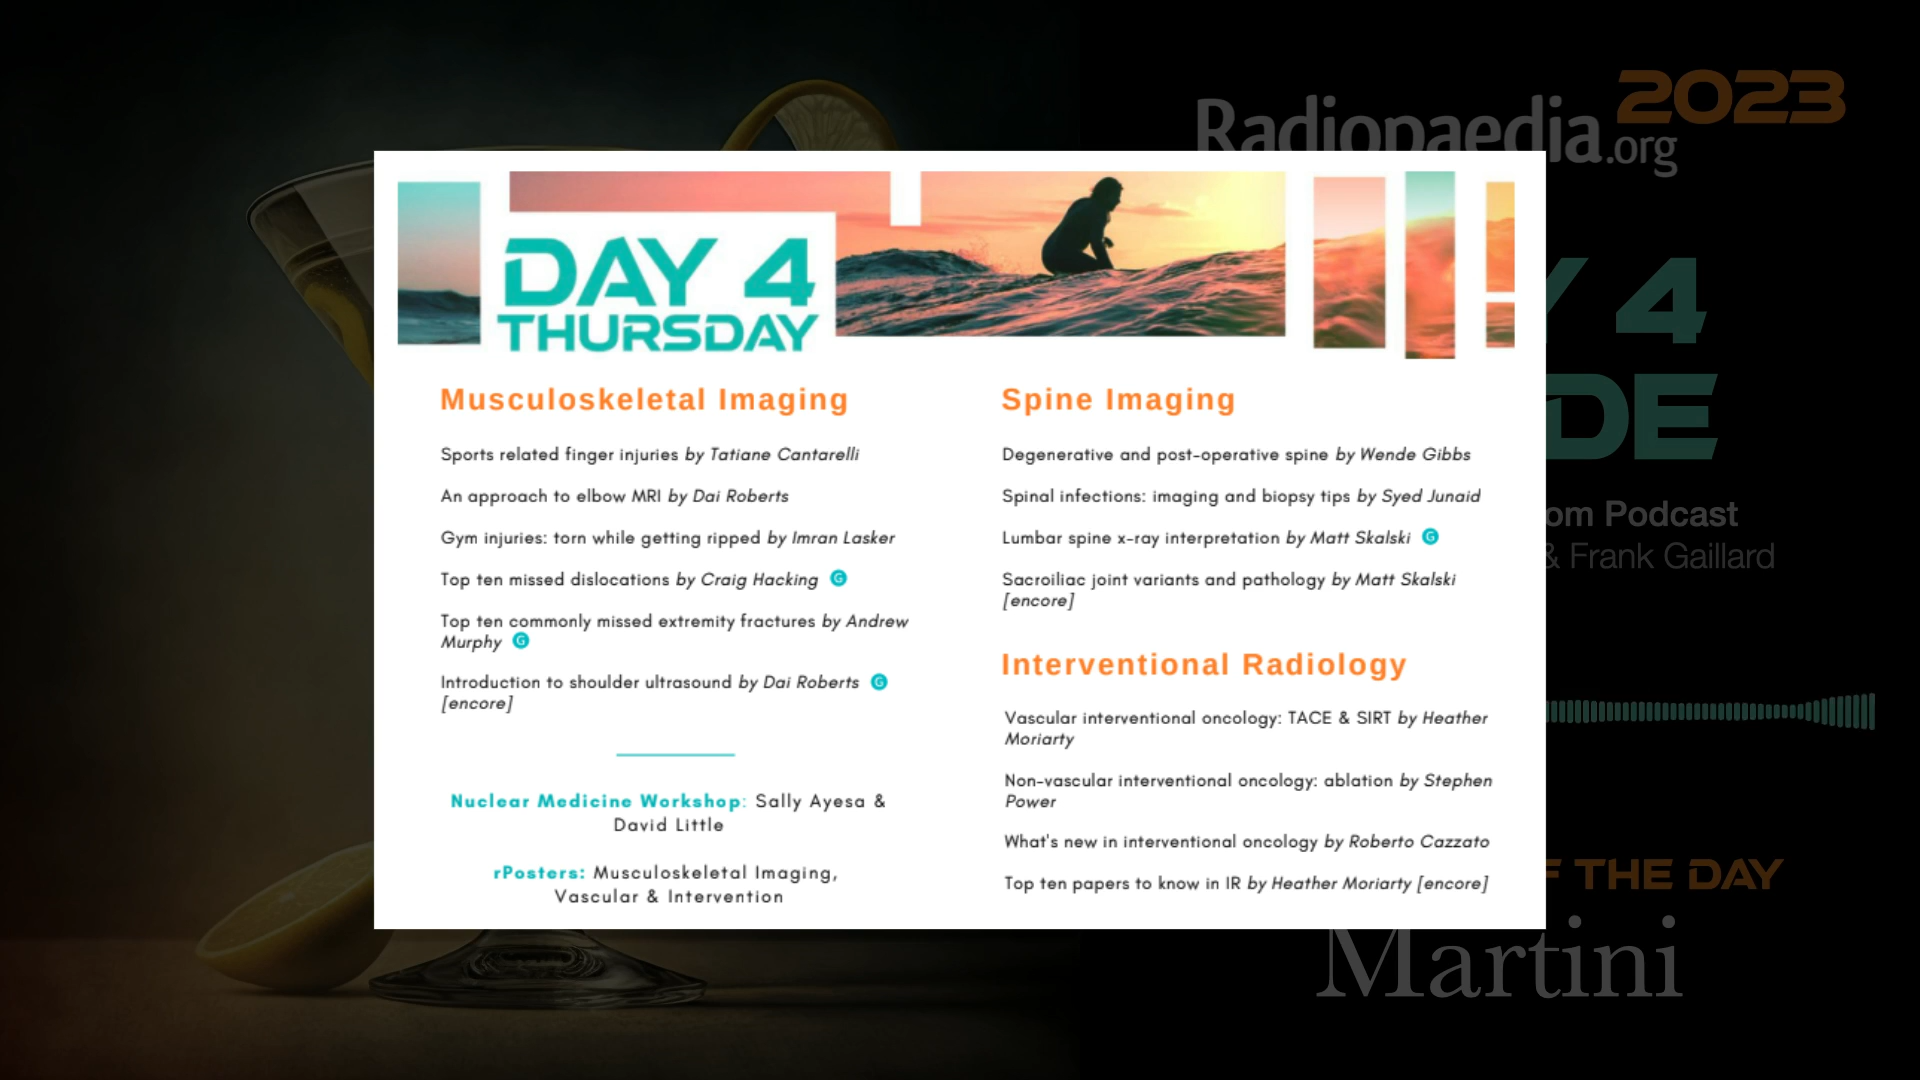 2023
Radiopaedia.org
DAY 4
THURSDAY
Musculoskeletal Imaging
Sports related finger injuries by Tatiane Cantarelli
An approach to elbow MRI by Dai Roberts
Gym injuries: torn while getting ripped by Imran Lasker
Top ten missed dislocations by Craig Hacking G
Top ten commonly missed extremity fractures by Andrew
Murphy G
Introduction to shoulder ultrasound by Dai Roberts G
[encore]
Nuclear Medicine Workshop: Sally Ayesa &
David Little
rPosters: Musculoskeletal Imaging,
Vascular & Intervention
Spine Imaging
Degenerative and post-operative spine by Wende Gibbs
Spinal infections: imaging and biopsy tips by Syed Junaid
Lumbar spine x-ray interpretation by Matt Skalski G
Sacroiliac joint variants and pathology by Matt Skalski
[encore]
Interventional Radiology
Vascular interventional oncology: TACE & SIRT by Heather
Moriarty
Non-vascular interventional oncology: ablation by Stephen
Power
What's new in interventional oncology by Roberto Cazzato
Top ten papers to know in IR by Heather Moriarty [encore]
4
Podcast
& Frank Gaillard
THE DAY
Martini